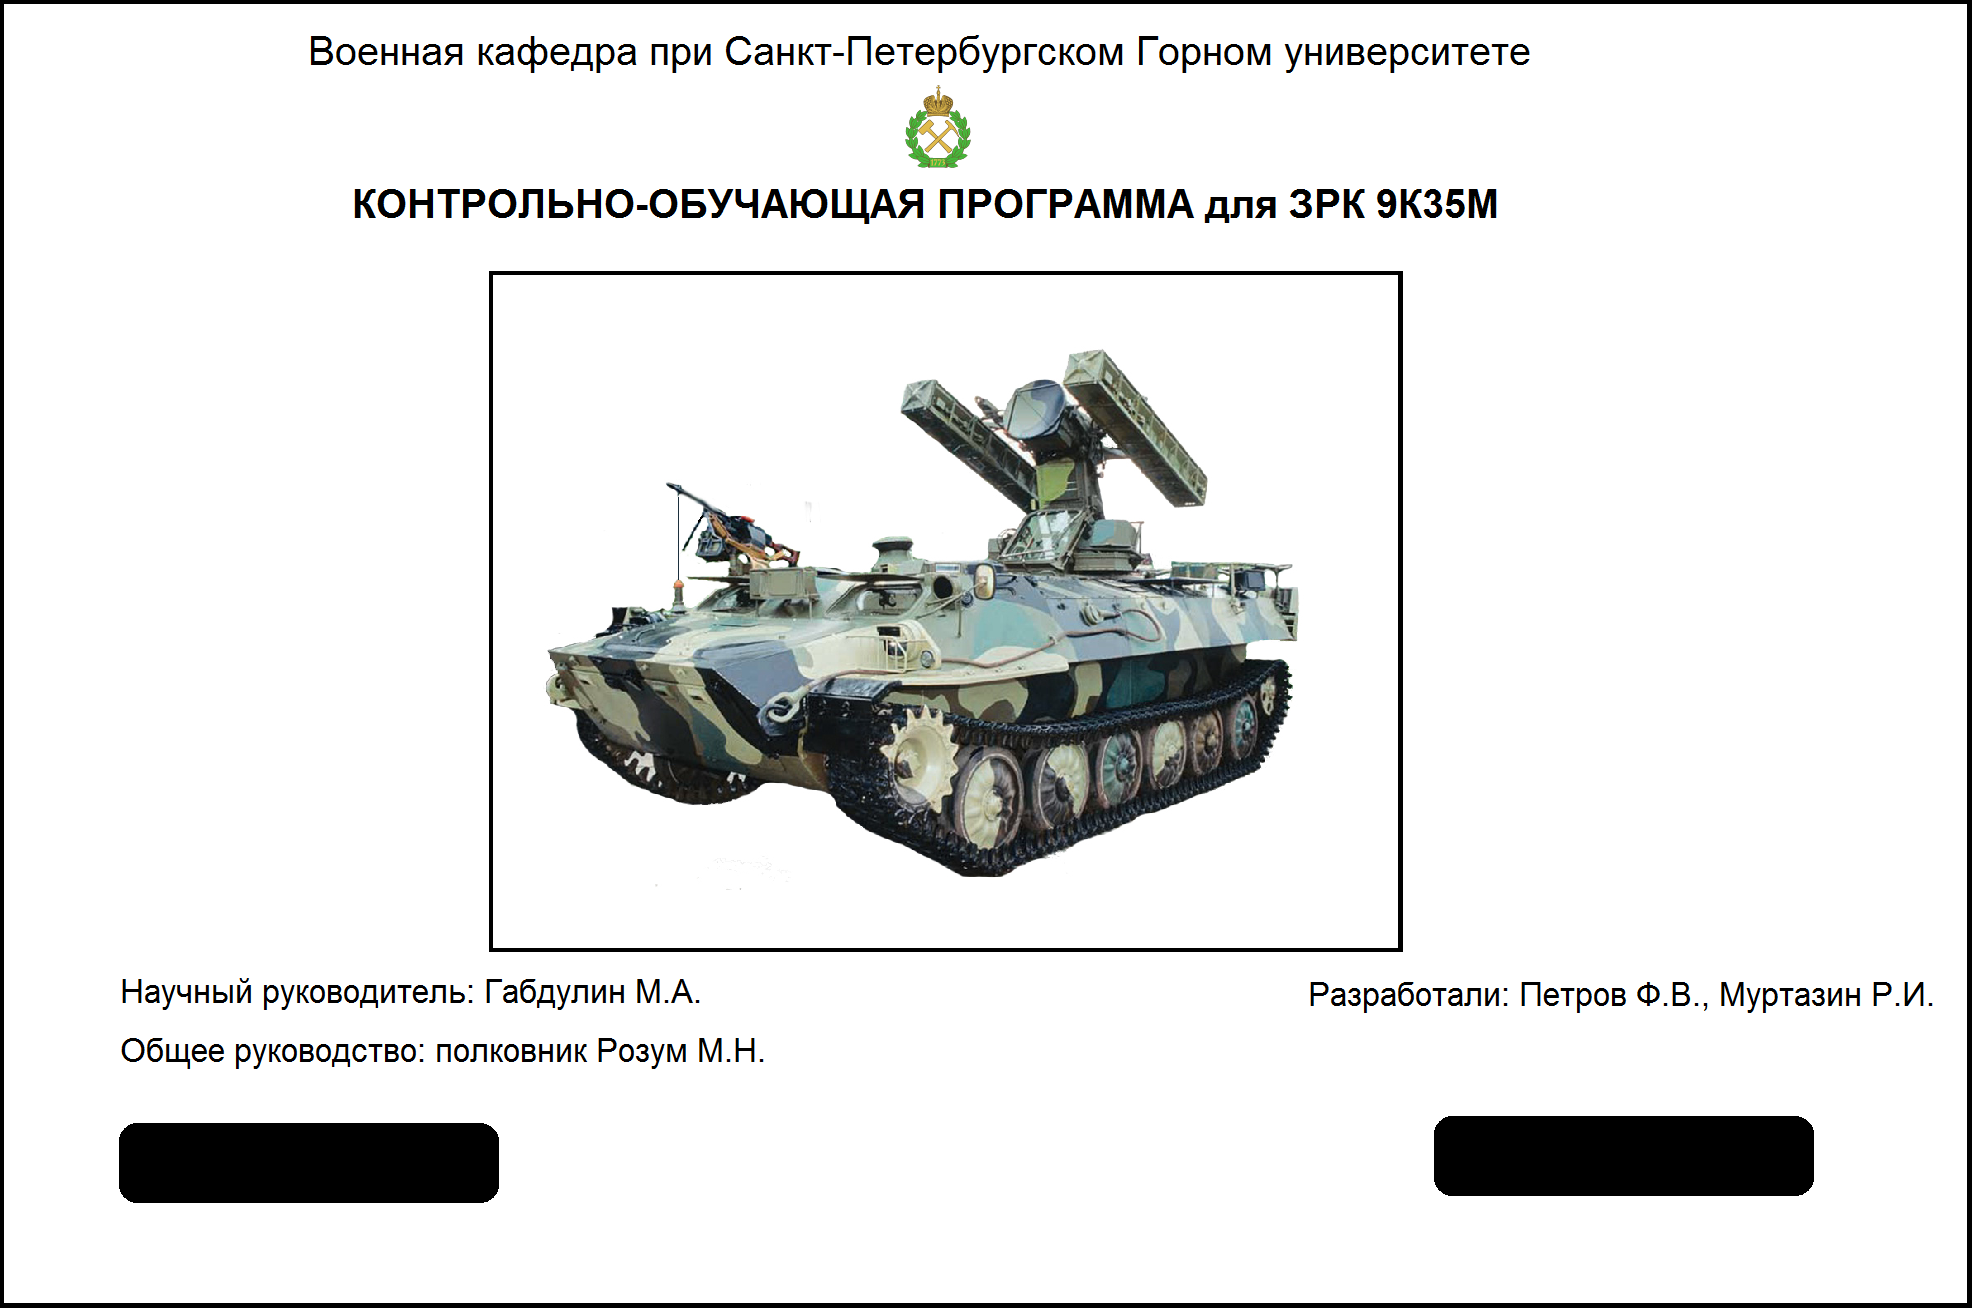 Военная кафедра при Санкт-Петербургском Горном университете
1773
КОНТРОЛЬНО-ОБУЧАЮЩАЯ ПРОГРАММА для ЗРК 9К35М
Научный руководитель: Габдулин М.А.
Разработали: Петров Ф.В., Муртазин Р.И.
Общее руководство: полковник Розум М.Н.